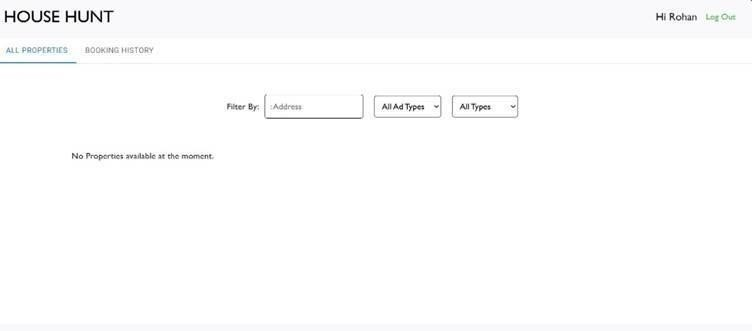 HOUSE HUNT
Hi Rohan Log Out
ALL PROPERTIES BOOKING HISTORY
Filter By: :Address All Ad Types All Types
No Properties available at the moment.